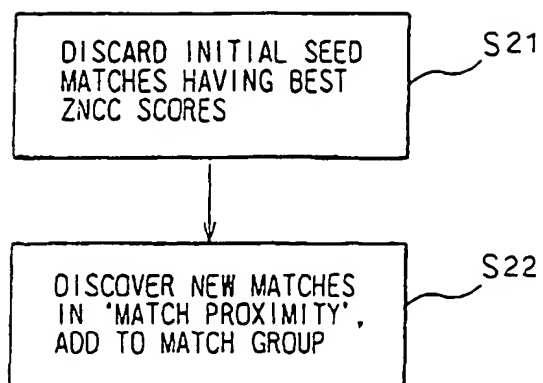 DISCARD INITIAL SEED
MATCHES HAVING BEST
ZNCC SCORES
S21
DISCOVER NEW MATCHES
IN 'MATCH PROXIMITY',
ADD TO MATCH GROUP
S22